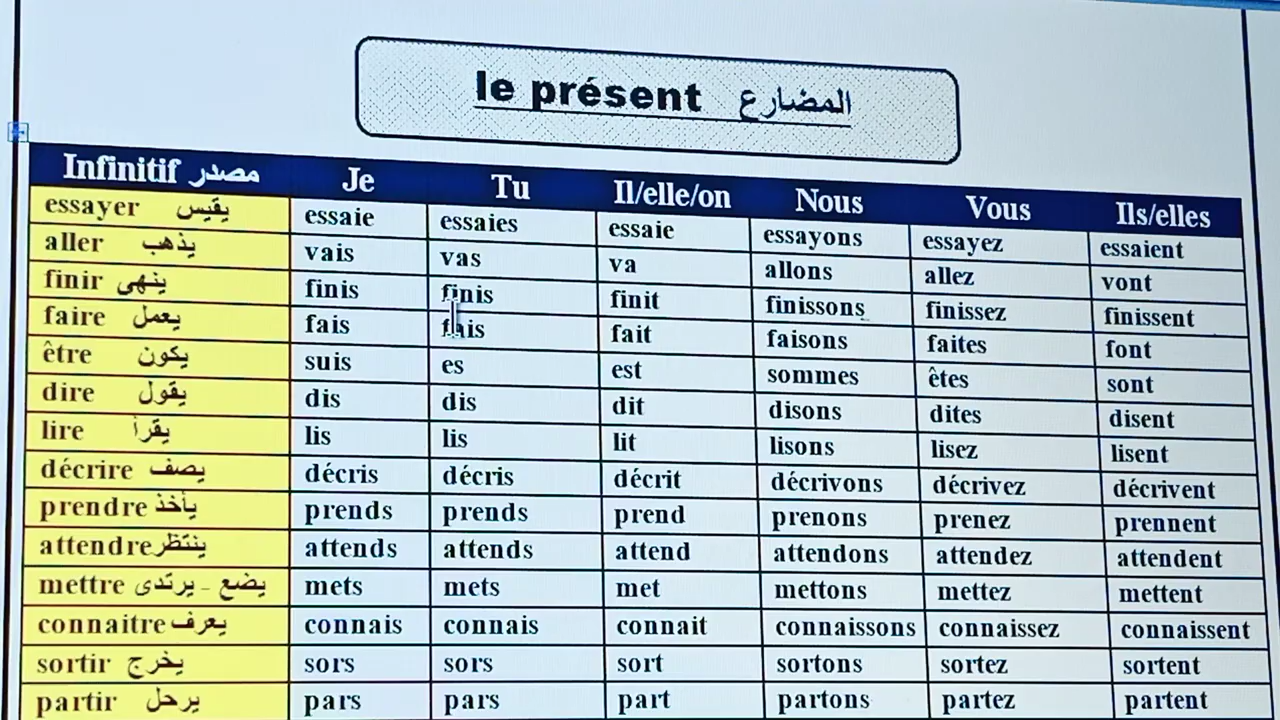 le présent المضارع
Infinitif مصدر Je Tu Il/elle/on Nous Vous Ils/elles
essayer يقيس essaie essaies essaie essayons essayez essaient
aller يذهب vais vas va allons allez vont
finir ينهى finis finis finit finissons finissez finissent
faire يعمل fais fais fait faisons faites font
être يكون suis es est sommes êtes sont
dire يقول dis dis dit disons dites disent
lire يقرأ lis lis lit lisons lisez lisent
décrire يصف décris décris décrit décrivons décrivez décrivent
prendre يأخذ prends prends prend prenons prenez prennent
attendre ينتظر attends attends attend attendons attendez attendent
mettre يضع - يرتدى mets mets met mettons mettez mettent
connaitre يعرف connais connais connait connaissons connaissez connaissent
sortir يخرج sors sors sort sortons sortez sortent
partir يرحل pars pars part partons partez partent